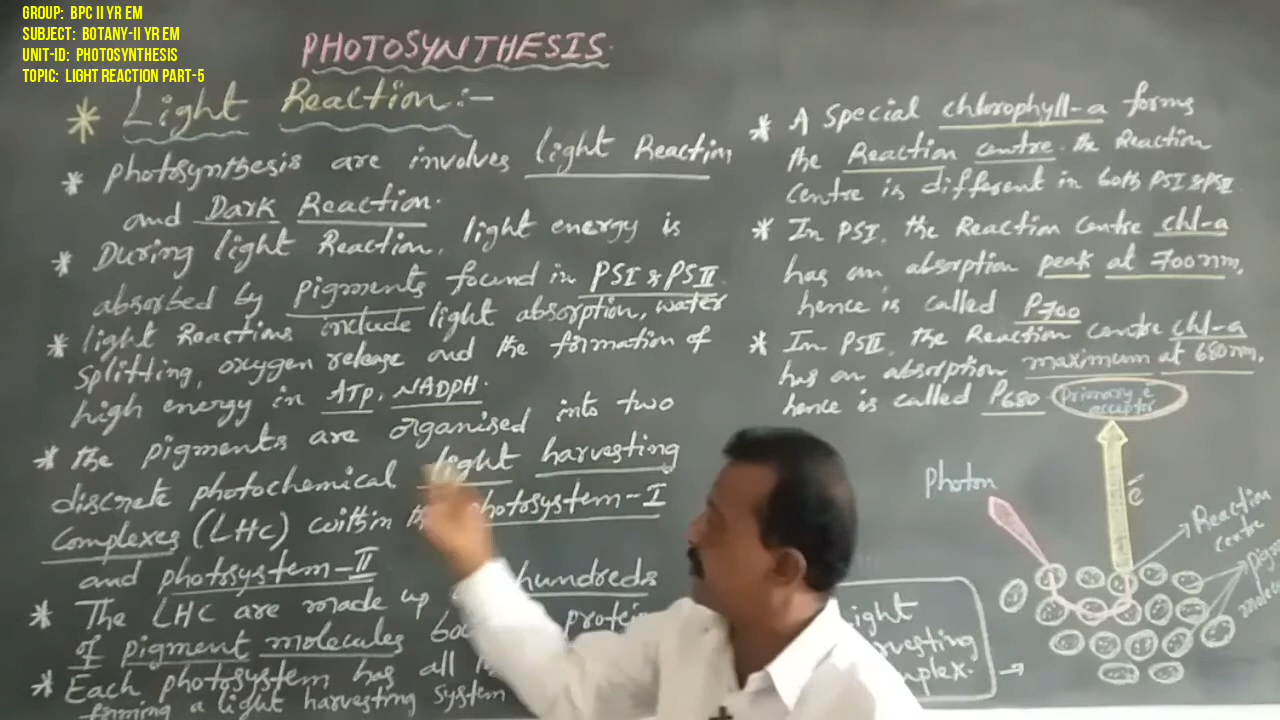 GROUP: BPC II YR EM
SUBJECT: BOTANY-II YR EM
UNIT-ID: PHOTOSYNTHESIS
TOPIC: LIGHT REACTION PART-5
PHOTOSYNTHESIS
* Light Reaction:-
* photosynthesis are involves light Reaction
and DARK Reaction.
* During light Reaction, light energy is
absorbed by pigments found in PSI & PSII
* light Reactions include light absorption, water
splitting, oxygen release and the formation of
high energy in ATP, NADPH.
* the pigments are organised into two
discrete photochemical light harvesting
complexes (LHC) within photosystem-I
and photosystem-II
* The LHC are made up hundreds
of pigment molecules protein
* Each photosystem has all
forming a light harvesting system
* A special chlorophyll-a forms
the Reaction centre. the Reaction
centre is different in both PSI & PSII
* In PSI, the Reaction centre chl-a
has an absorption peak at 700nm,
hence is called P700
* In PSII, the Reaction centre chl-a
has an absorption maximum at 680nm,
hence is called P680
Primary e
acceptor
Photon
e
Reaction
centre
pigm
molecu
ight
rvesting
mplex.